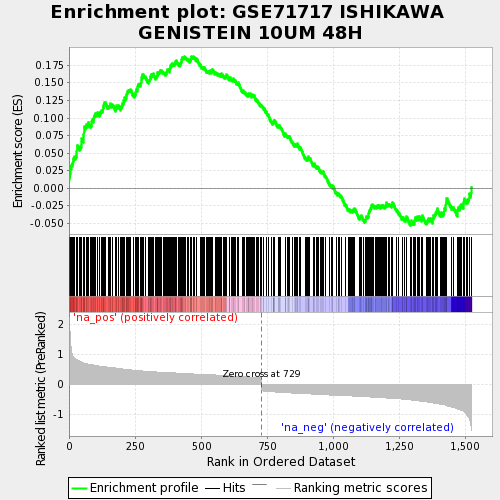 Enrichment plot: GSE71717 ISHIKAWA
GENISTEIN 10UM 48H
Enrichment score (ES)
0.175
0.150
0.125
0.100
0.075
0.050
0.025
0.000
-0.025
-0.050
'na_pos' (positively correlated)
Ranked list metric (PreRanked)
2
1
0
-1
Zero cross at 729
'na_neg' (negatively correlated)
0
250
500
750
1,000
1,250
1,500
Rank in Ordered Dataset
Enrichment profile
Hits
Ranking metric scores